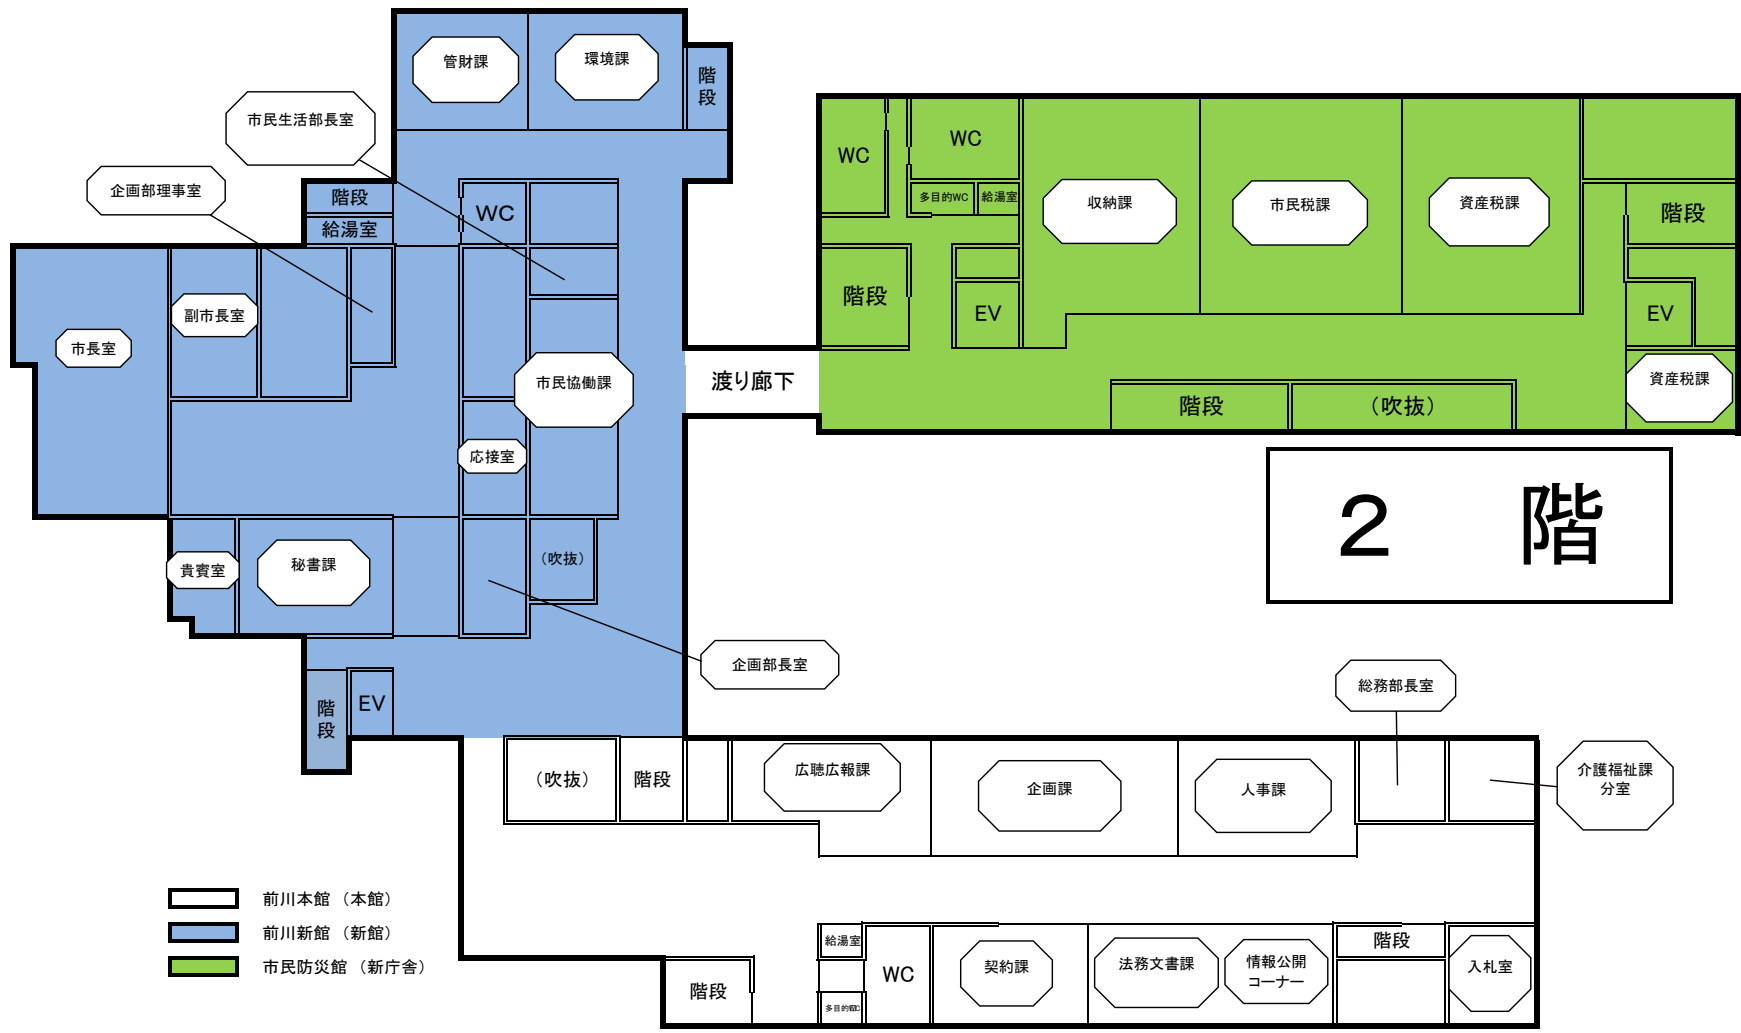 管財課
環境課
階段
市民生活部長室
企画部理事室
階段
給湯室
WC
市長室
副市長室
市民協働課
応接室
貴賓室
秘書課
（吹抜）
企画部長室
階段
EV
渡り廊下
WC
WC
多目的WC
給湯室
収納課
市民税課
資産税課
階段
階段
EV
EV
階段
（吹抜）
資産税課
２　階
総務部長室
介護福祉課
分室
（吹抜）
階段
広聴広報課
企画課
人事課
前川本館（本館）
前川新館（新館）
市民防災館（新庁舎）
階段
給湯室
多目的WC
WC
契約課
法務文書課
情報公開
コーナー
階段
入札室